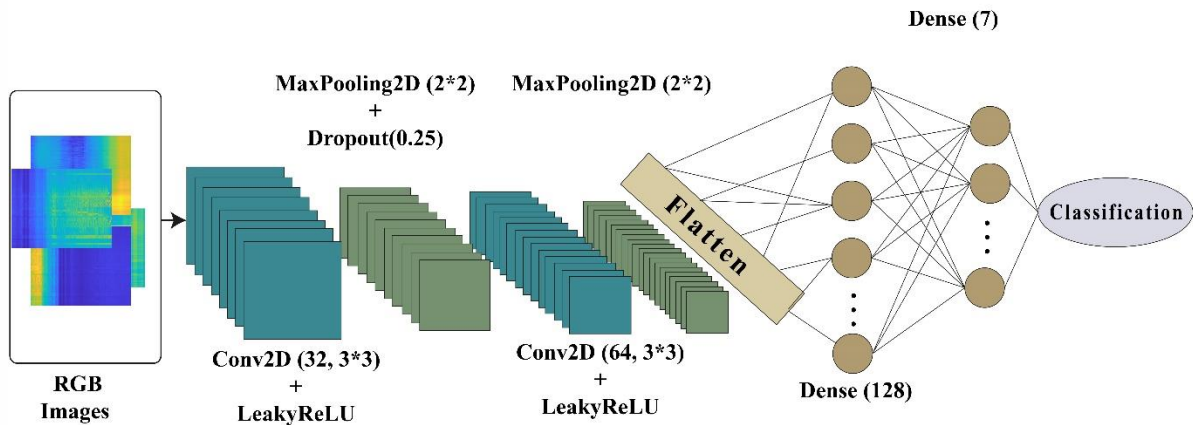 Dense (7)
MaxPooling2D (2*2)
+
Dropout(0.25)
MaxPooling2D (2*2)
Flatten
Classification
Conv2D (32, 3*3)
+
LeakyReLU
Conv2D (64, 3*3)
+
LeakyReLU
Dense (128)
RGB
Images